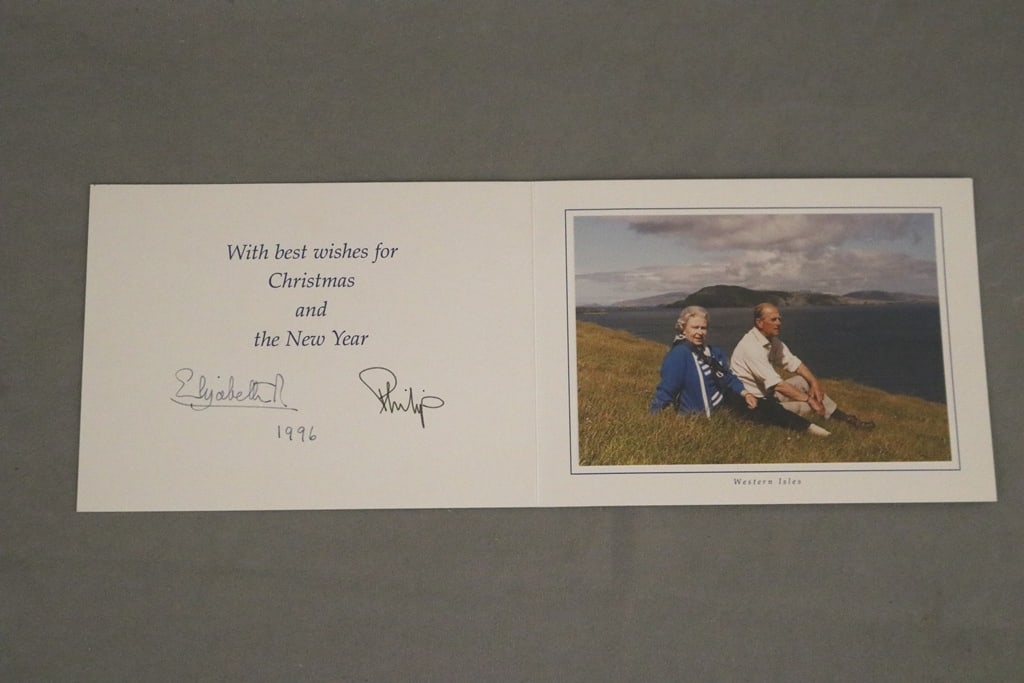 With best wishes for
Christmas
and
the New Year
Elizabeth R
Philip
1996
Western Isles